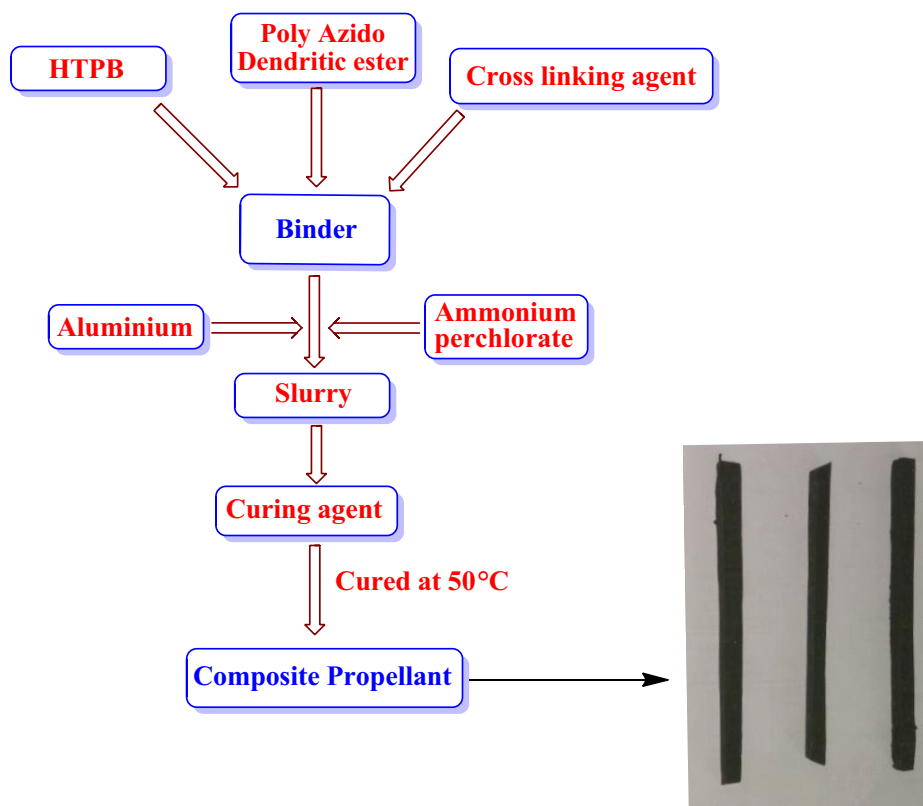 HTPB
Poly Azido
Dendritic ester
Cross linking agent
Binder
Aluminium
Ammonium
perchlorate
Slurry
Curing agent
Cured at 50°C
Composite Propellant